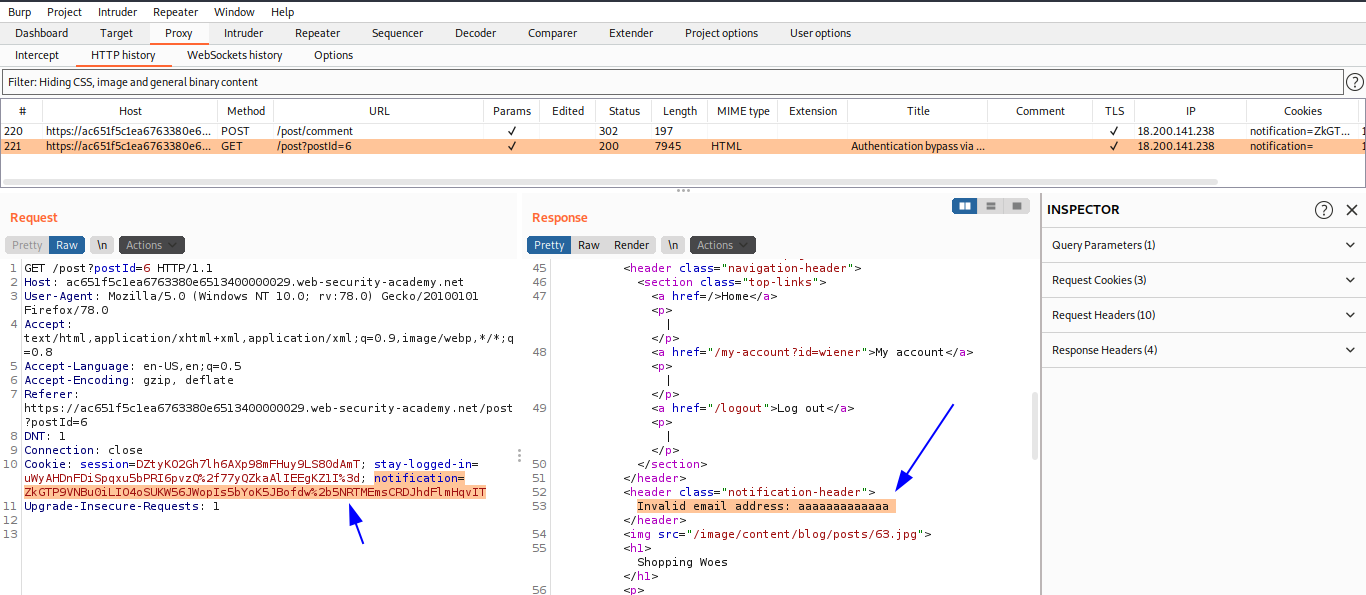 Burp Project Intruder Repeater Window Help
Dashboard Target Proxy Intruder Repeater Sequencer Decoder Comparer Extender Project options User options
Intercept HTTP history WebSockets history Options
Filter: Hiding CSS, image and general binary content ?
# Host Method URL Params Edited Status Length MIME type Extension Title Comment TLS IP Cookies
220 https://ac651f5c1ea6763380e6... POST /post/comment ✓ 302 197 ✓ 18.200.141.238 notification=ZkGT... 1
221 https://ac651f5c1ea6763380e6... GET /post?postId=6 ✓ 200 7945 HTML Authentication bypass via ... ✓ 18.200.141.238 notification= 1
Request
Pretty Raw \n Actions
1 GET /post?postId=6 HTTP/1.1
2 Host: ac651f5c1ea6763380e6513400000029.web-security-academy.net
3 User-Agent: Mozilla/5.0 (Windows NT 10.0; rv:78.0) Gecko/20100101
Firefox/78.0
4 Accept:
text/html,application/xhtml+xml,application/xml;q=0.9,image/webp,*/*;q
=0.8
5 Accept-Language: en-US,en;q=0.5
6 Accept-Encoding: gzip, deflate
7 Referer:
https://ac651f5c1ea6763380e6513400000029.web-security-academy.net/post
?postId=6
8 DNT: 1
9 Connection: close
10 Cookie: session=DZtyKO2Gh7lh6AXp98mFHuy9LS80dAmT; stay-logged-in=
uWyAHDnFDiSpqxu5bPRI6pvzQ%2f77yQZkaAlIEEgKZ1I%3d; notification=
ZkGTP9VNBuOiLIO4oSUKW56JWopIs5bYoK5JBofdw%2b5NRTMEmsCRDJhdFlmHqvIT
11 Upgrade-Insecure-Requests: 1
12
13
Response
Pretty Raw Render \n Actions
45 <header class="navigation-header">
46 <section class="top-links">
47 <a href=/>Home</a>
<p>
|
</p>
48 <a href="/my-account?id=wiener">My account</a>
<p>
|
</p>
49 <a href="/logout">Log out</a>
<p>
|
</p>
50 </section>
51 </header>
52 <header class="notification-header">
53 Invalid email address: aaaaaaaaaaaaa
</header>
54 <img src="/image/content/blog/posts/63.jpg">
55 <h1>
Shopping Woes
</h1>
56 <p>
INSPECTOR ?
Query Parameters (1)
Request Cookies (3)
Request Headers (10)
Response Headers (4)